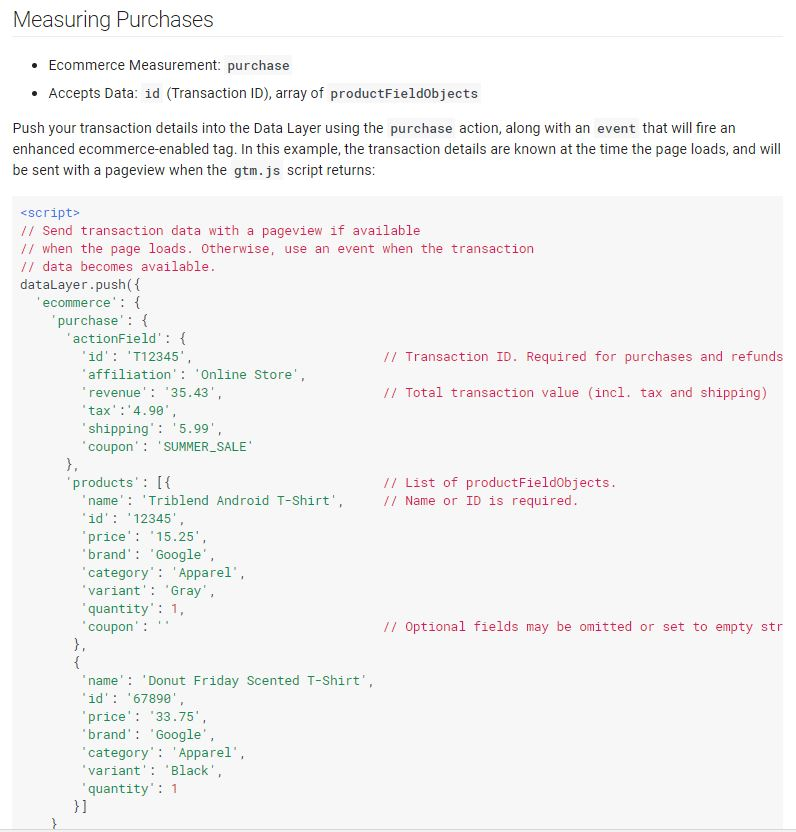 Measuring Purchases
• Ecommerce Measurement: purchase
• Accepts Data: id (Transaction ID), array of productFieldObjects
Push your transaction details into the Data Layer using the purchase action, along with an event that will fire an
enhanced ecommerce-enabled tag. In this example, the transaction details are known at the time the page loads, and will
be sent with a pageview when the gtm.js script returns:
<script>
// Send transaction data with a pageview if available
// when the page loads. Otherwise, use an event when the transaction
// data becomes available.
dataLayer.push({
  'ecommerce': {
    'purchase': {
      'actionField': {
        'id': 'T12345',                         // Transaction ID. Required for purchases and refunds
        'affiliation': 'Online Store',
        'revenue': '35.43',                     // Total transaction value (incl. tax and shipping)
        'tax':'4.90',
        'shipping': '5.99',
        'coupon': 'SUMMER_SALE'
      },
      'products': [{                            // List of productFieldObjects.
        'name': 'Triblend Android T-Shirt',     // Name or ID is required.
        'id': '12345',
        'price': '15.25',
        'brand': 'Google',
        'category': 'Apparel',
        'variant': 'Gray',
        'quantity': 1,
        'coupon': ''                            // Optional fields may be omitted or set to empty str
       },
       {
        'name': 'Donut Friday Scented T-Shirt',
        'id': '67890',
        'price': '33.75',
        'brand': 'Google',
        'category': 'Apparel',
        'variant': 'Black',
        'quantity': 1
       }]
    }